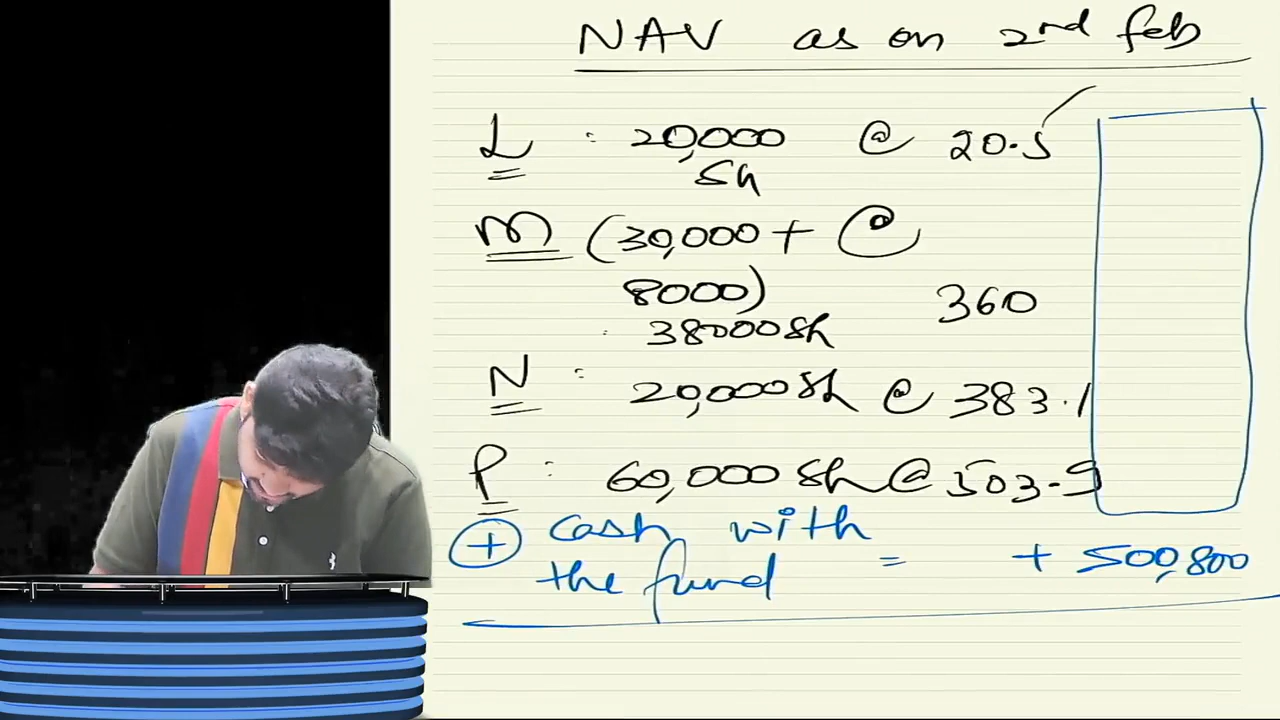 NAV as on 2nd feb
L : 20,000 @ 20.5
Sh
M (30,000 + @
8000)
38000 Sh 360
N : 20,000 Sh @ 383.1
P : 60,000 Sh @ 503.9
+ cash with
the fund = + 500,800